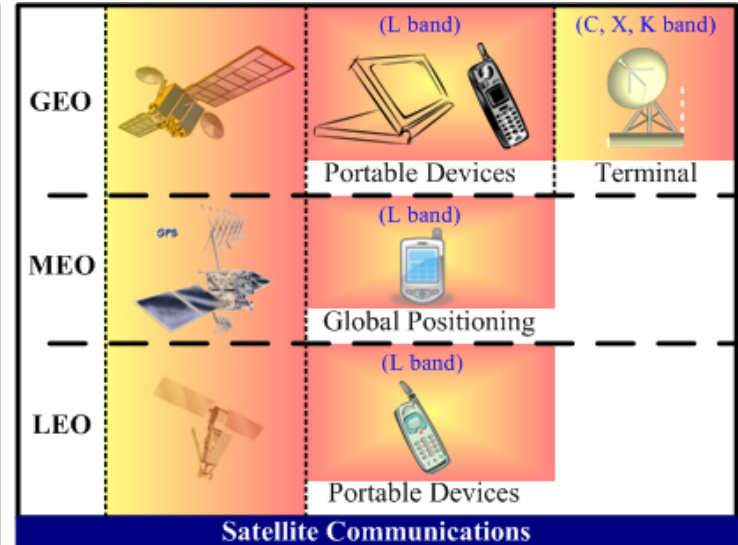 (L band)
(C, X, K band)
GEO
Portable Devices
Terminal
(L band)
GPS
MEO
Global Positioning
(L band)
LEO
Portable Devices
Satellite Communications